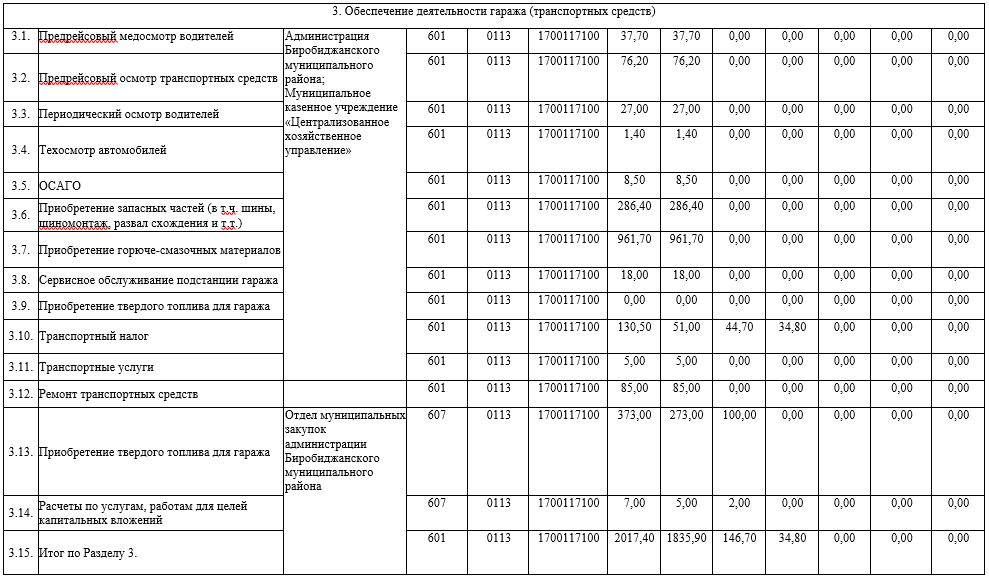 3. Обеспечение деятельности гаража (транспортных средств)
3.1. Предрейсовый медосмотр водителей
Администрация
Биробиджанского
муниципального
района;
Муниципальное
казенное учреждение
«Централизованное
хозяйственное
управление»
601 0113 1700117100 37,70 37,70 0,00 0,00 0,00 0,00 0,00
3.2. Предрейсовый осмотр транспортных средств 601 0113 1700117100 76,20 76,20 0,00 0,00 0,00 0,00 0,00
3.3. Периодический осмотр водителей 601 0113 1700117100 27,00 27,00 0,00 0,00 0,00 0,00 0,00
3.4. Техосмотр автомобилей 601 0113 1700117100 1,40 1,40 0,00 0,00 0,00 0,00 0,00
3.5. ОСАГО 601 0113 1700117100 8,50 8,50 0,00 0,00 0,00 0,00 0,00
3.6. Приобретение запасных частей (в т.ч. шины,
шиномонтаж, развал схождения и т.т.)
601 0113 1700117100 286,40 286,40 0,00 0,00 0,00 0,00 0,00
3.7. Приобретение горюче-смазочных материалов 601 0113 1700117100 961,70 961,70 0,00 0,00 0,00 0,00 0,00
3.8. Сервисное обслуживание подстанции гаража 601 0113 1700117100 18,00 18,00 0,00 0,00 0,00 0,00 0,00
3.9. Приобретение твердого топлива для гаража 601 0113 1700117100 0,00 0,00 0,00 0,00 0,00 0,00 0,00
3.10. Транспортный налог 601 0113 1700117100 130,50 51,00 44,70 34,80 0,00 0,00 0,00
3.11. Транспортные услуги 601 0113 1700117100 5,00 5,00 0,00 0,00 0,00 0,00 0,00
3.12. Ремонт транспортных средств 601 0113 1700117100 85,00 85,00 0,00 0,00 0,00 0,00 0,00
3.13. Приобретение твердого топлива для гаража
Отдел муниципальных
закупок
администрации
Биробиджанского
муниципального
района
607 0113 1700117100 373,00 273,00 100,00 0,00 0,00 0,00 0,00
3.14. Расчеты по услугам, работам для целей
капитальных вложений
607 0113 1700117100 7,00 5,00 2,00 0,00 0,00 0,00 0,00
3.15. Итог по Разделу 3. 601 0113 1700117100 2017,40 1835,90 146,70 34,80 0,00 0,00 0,00